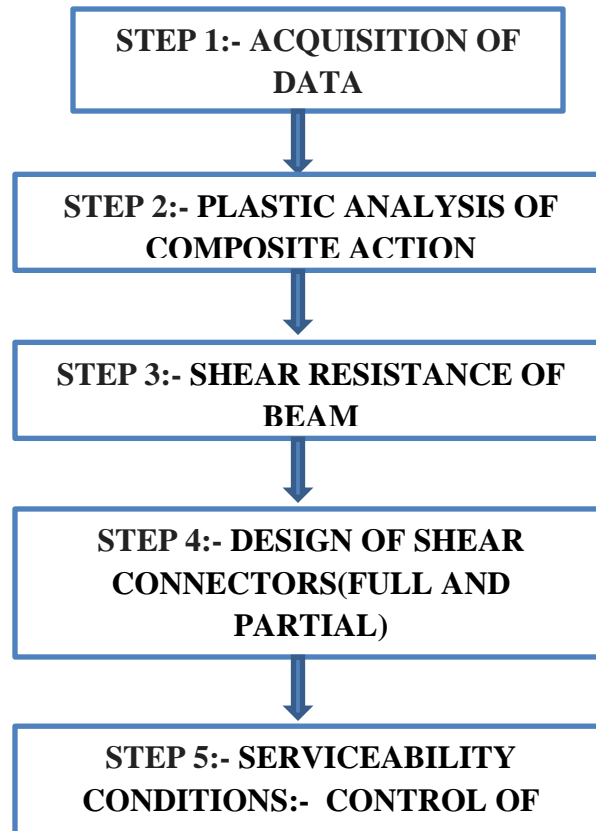 STEP 1:- ACQUISITION OF
DATA
STEP 2:- PLASTIC ANALYSIS OF
COMPOSITE ACTION
STEP 3:- SHEAR RESISTANCE OF
BEAM
STEP 4:- DESIGN OF SHEAR
CONNECTORS(FULL AND
PARTIAL)
STEP 5:- SERVICEABILITY
CONDITIONS:- CONTROL OF